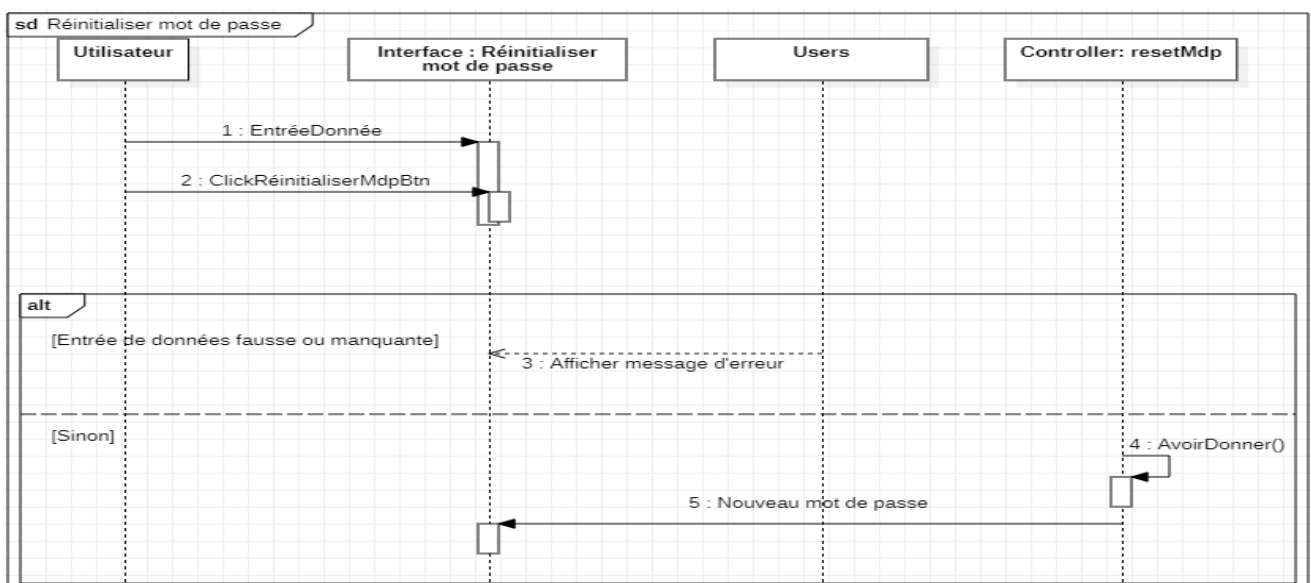 sd Réinitialiser mot de passe
Utilisateur
Interface : Réinitialiser
mot de passe
Users
Controller: resetMdp
1 : EntréeDonnée
2 : ClickRéinitialiserMdpBtn
alt
[Entrée de données fausse ou manquante]
3 : Afficher message d'erreur
[Sinon]
4 : AvoirDonner()
5 : Nouveau mot de passe